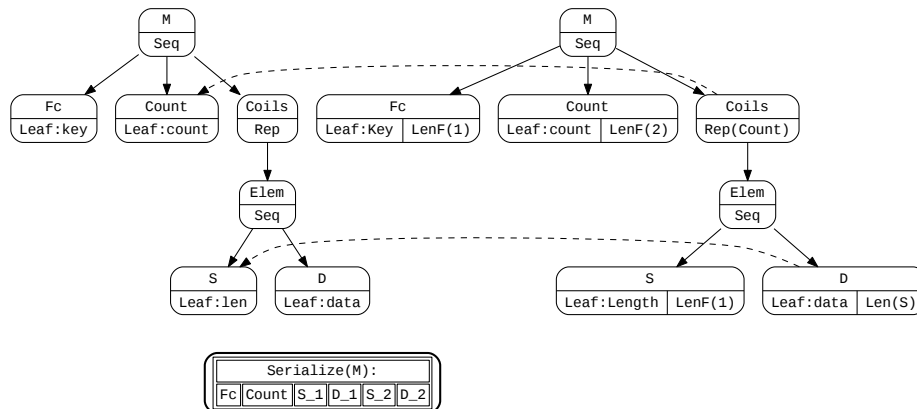 M
Seq
M
Seq
Fc
Leaf:key
Count
Leaf:count
Coils
Rep
Fc
Leaf:Key LenF(1)
Count
Leaf:count LenF(2)
Coils
Rep(Count)
Elem
Seq
Elem
Seq
S
Leaf:len
D
Leaf:data
S
Leaf:Length LenF(1)
D
Leaf:data Len(S)
Serialize(M):
Fc Count S_1 D_1 S_2 D_2